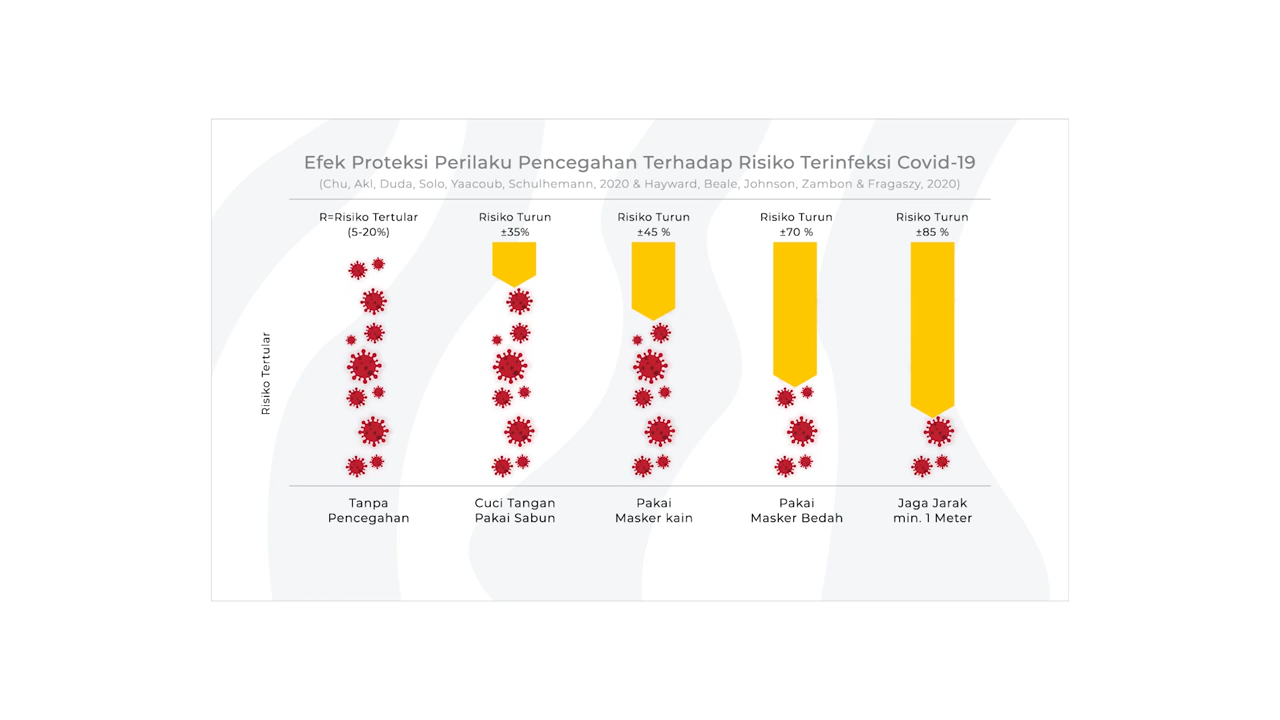 Efek Proteksi Perilaku Pencegahan Terhadap Risiko Terinfeksi Covid-19
(Chu, Akl, Duda, Solo, Yaacoub, Schulhemann, 2020 & Hayward, Beale, Johnson, Zambon & Fragaszy, 2020)
R=Risiko Tertular
(5-20%)
Risiko Turun
±35%
Risiko Turun
±45 %
Risiko Turun
±70 %
Risiko Turun
±85 %
Risiko Tertular
Tanpa
Pencegahan
Cuci Tangan
Pakai Sabun
Pakai
Masker kain
Pakai
Masker Bedah
Jaga Jarak
min. 1 Meter